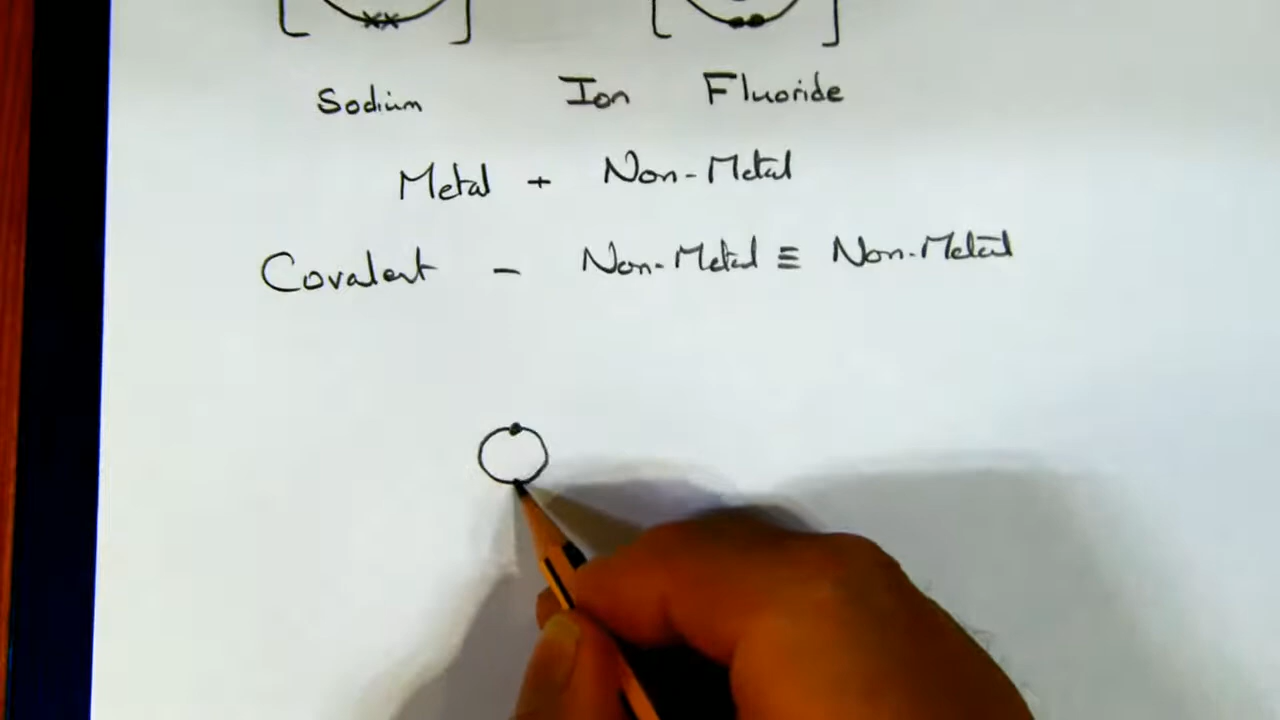 Sodium Ion Fluoride
Metal + Non-Metal
Covalent - Non-Metal ≡ Non-Metal